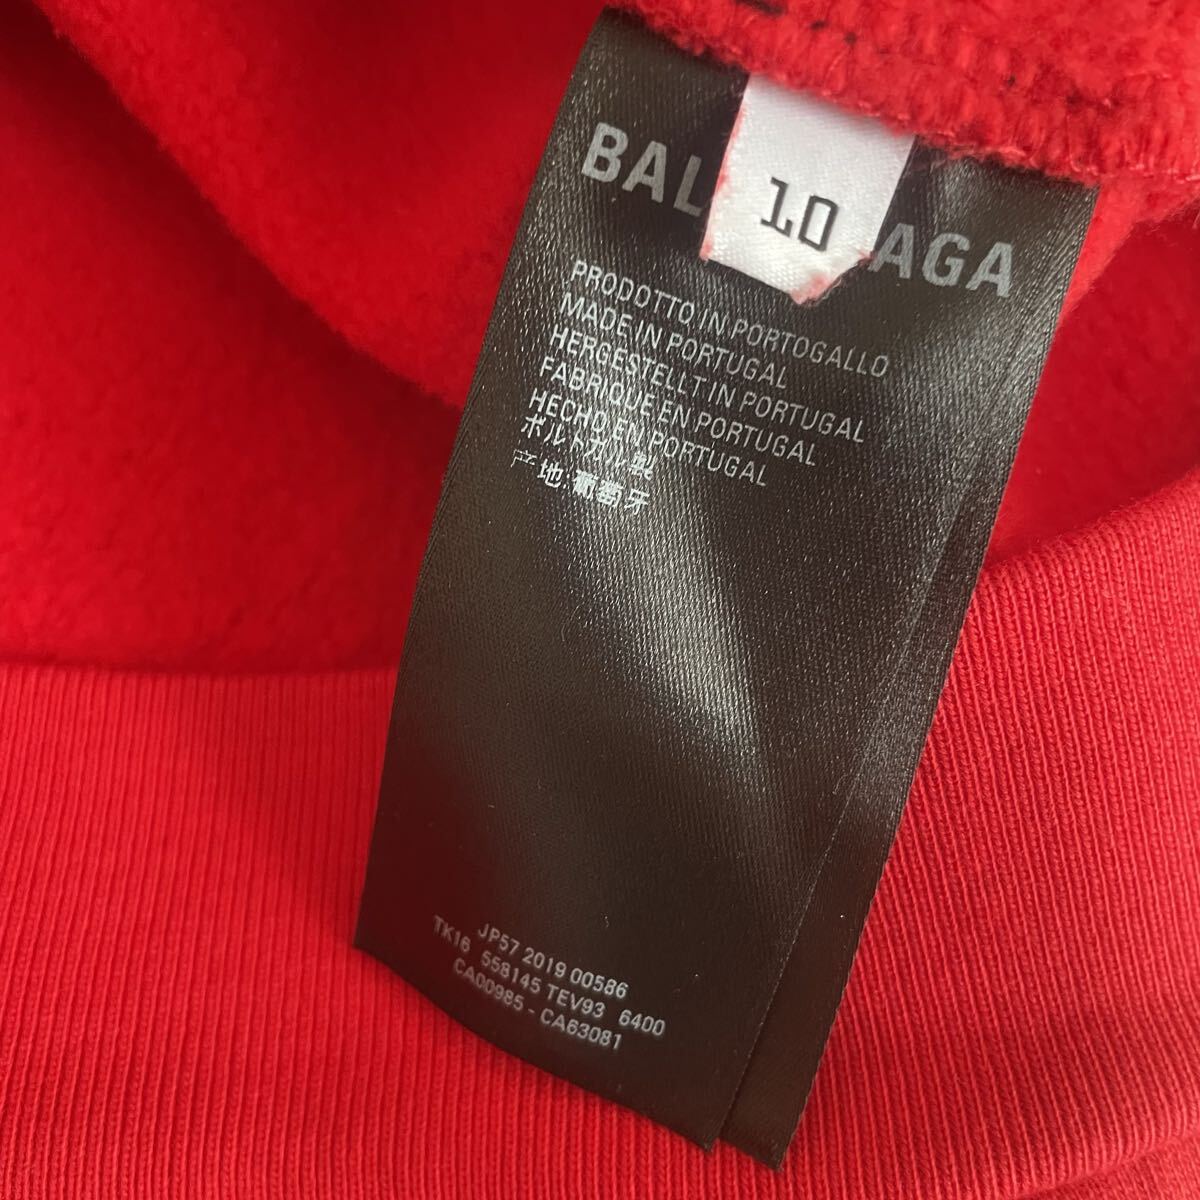 BAL AGA
10
PRODOTTO IN PORTOGALLO
MADE IN PORTUGAL
HERGESTELLT IN PORTUGAL
FABRIQUE EN PORTUGAL
HECHO EN PORTUGAL
ポルトガル製
产地:葡萄牙
JP57 2019 00586
TK16 558145 TEV93 6400
CA00985 - CA63081